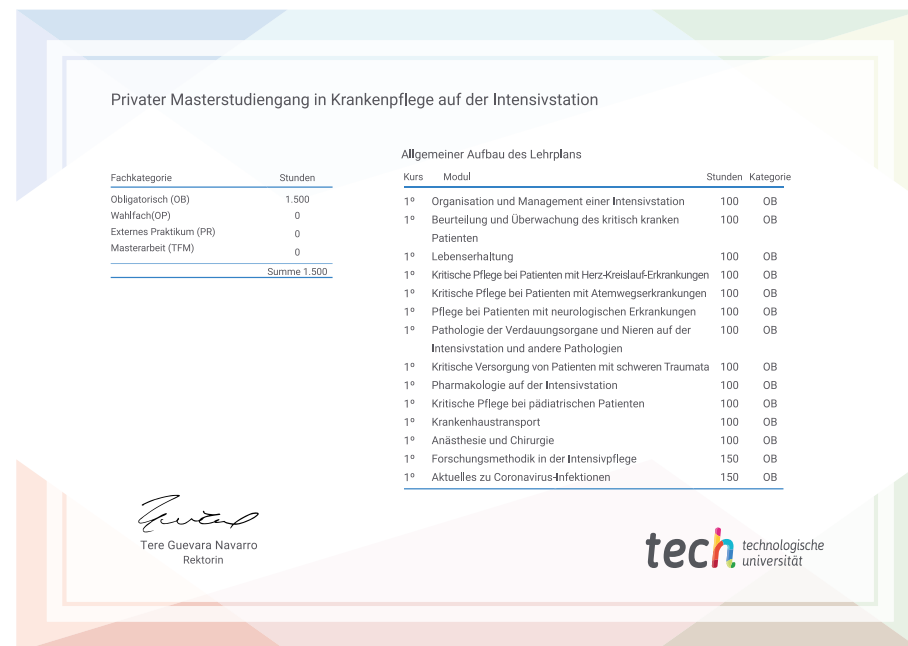 Privater Masterstudiengang in Krankenpflege auf der Intensivstation
Fachkategorie Stunden
Obligatorisch (OB) 1.500
Wahlfach(OP) 0
Externes Praktikum (PR) 0
Masterarbeit (TFM) 0
Summe 1.500
Allgemeiner Aufbau des Lehrplans
Kurs Modul Stunden Kategorie
1º Organisation und Management einer Intensivstation 100 OB
1º Beurteilung und Überwachung des kritisch kranken 100 OB
Patienten
1º Lebenserhaltung 100 OB
1º Kritische Pflege bei Patienten mit Herz-Kreislauf-Erkrankungen 100 OB
1º Kritische Pflege bei Patienten mit Atemwegserkrankungen 100 OB
1º Pflege bei Patienten mit neurologischen Erkrankungen 100 OB
1º Pathologie der Verdauungsorgane und Nieren auf der 100 OB
Intensivstation und andere Pathologien
1º Kritische Versorgung von Patienten mit schweren Traumata 100 OB
1º Pharmakologie auf der Intensivstation 100 OB
1º Kritische Pflege bei pädiatrischen Patienten 100 OB
1º Krankenhaustransport 100 OB
1º Anästhesie und Chirurgie 100 OB
1º Forschungsmethodik in der Intensivpflege 150 OB
1º Aktuelles zu Coronavirus-Infektionen 150 OB
Tere Guevara Navarro
Rektorin
tech technologische
universität